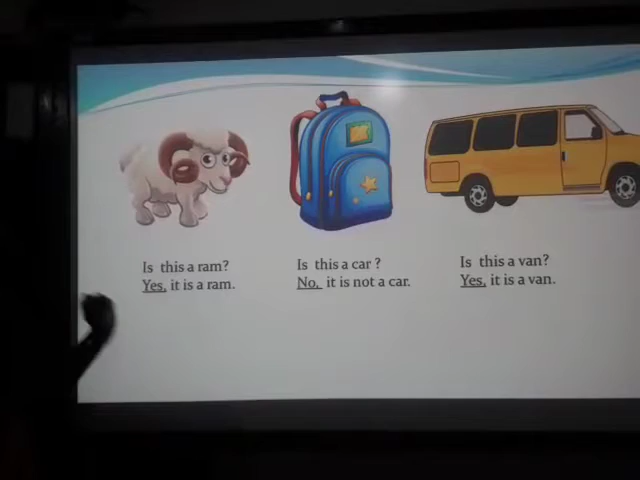 Is this a ram?
Yes, it is a ram.
Is this a car ?
No, it is not a car.
Is this a van?
Yes, it is a van.